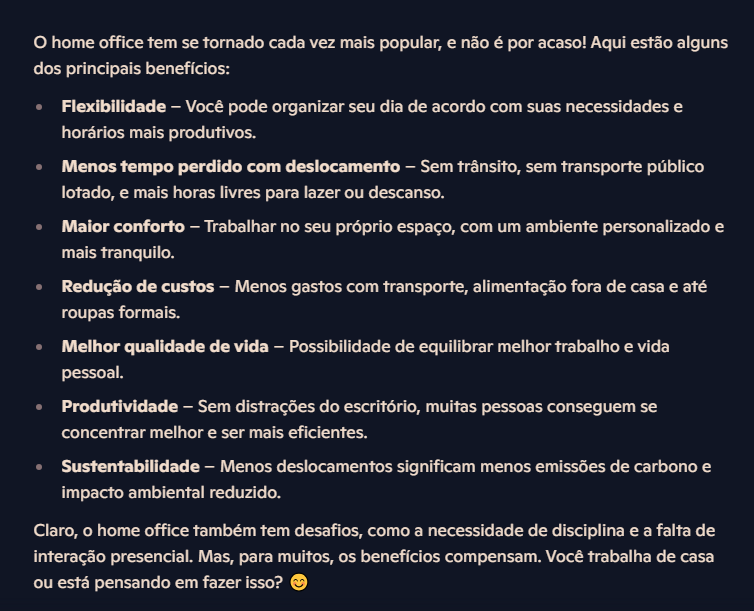 O home office tem se tornado cada vez mais popular, e não é por acaso! Aqui estão alguns
dos principais benefícios:
• Flexibilidade – Você pode organizar seu dia de acordo com suas necessidades e
horários mais produtivos.
• Menos tempo perdido com deslocamento – Sem trânsito, sem transporte público
lotado, e mais horas livres para lazer ou descanso.
• Maior conforto – Trabalhar no seu próprio espaço, com um ambiente personalizado e
mais tranquilo.
• Redução de custos – Menos gastos com transporte, alimentação fora de casa e até
roupas formais.
• Melhor qualidade de vida – Possibilidade de equilibrar melhor trabalho e vida
pessoal.
• Produtividade – Sem distrações do escritório, muitas pessoas conseguem se
concentrar melhor e ser mais eficientes.
• Sustentabilidade – Menos deslocamentos significam menos emissões de carbono e
impacto ambiental reduzido.
Claro, o home office também tem desafios, como a necessidade de disciplina e a falta de
interação presencial. Mas, para muitos, os benefícios compensam. Você trabalha de casa
ou está pensando em fazer isso? 😊